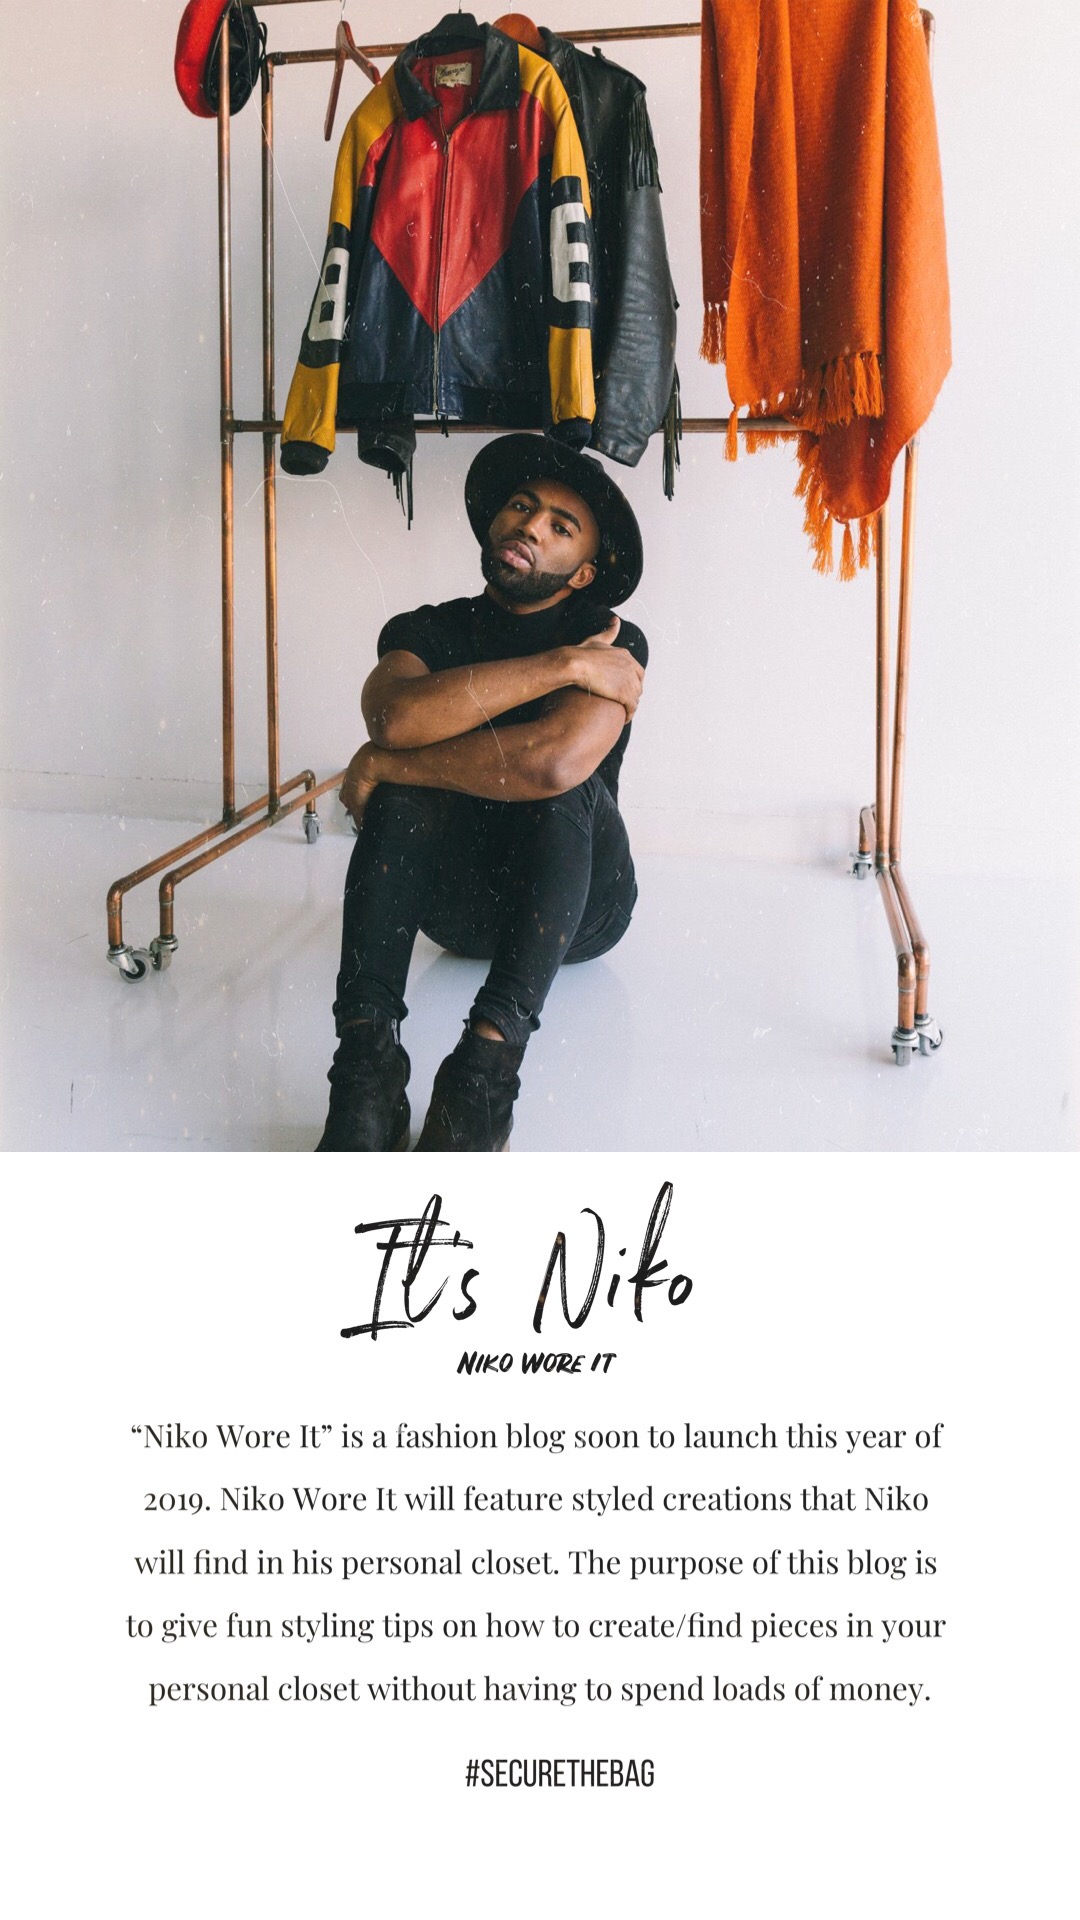 8
It's Niko
NIKO WORE IT
“Niko Wore It” is a fashion blog soon to launch this year of
2019. Niko Wore It will feature styled creations that Niko
will find in his personal closet. The purpose of this blog is
to give fun styling tips on how to create/find pieces in your
personal closet without having to spend loads of money.
#SECURETHEBAG